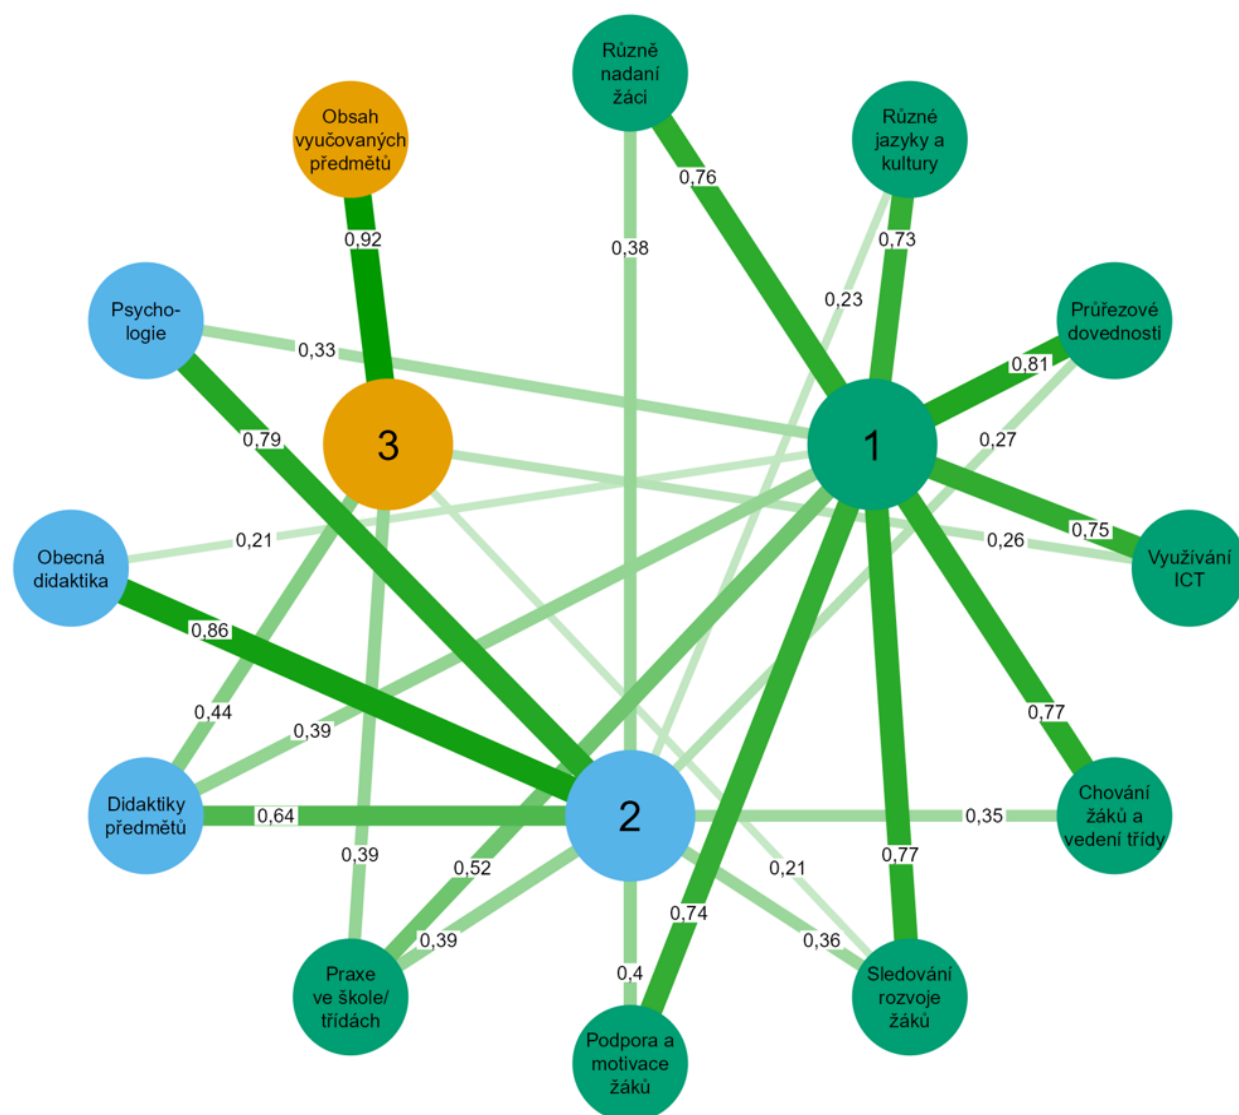 Různě
nadaní
žáci
Různé
jazyky a
kultury
Obsah
vyučovaných
předmětů
0,76
0,92
0,38
0,73
0,23
Psycho-
logie
Průřezové
dovednosti
0,33
0,81
3
1
0,79
0,27
Obecná
didaktika
0,21
0,26
0,75
Využívání
ICT
0,86
0,44
0,39
0,77
Didaktiky
předmětů
0,64
2
0,35
Chování
žáků a
vedení třídy
0,39
0,52
0,77
0,21
0,39
0,74
0,36
Praxe
ve škole/
třídách
0,4
Sledování
rozvoje
žáků
Podpora a
motivace
žáků